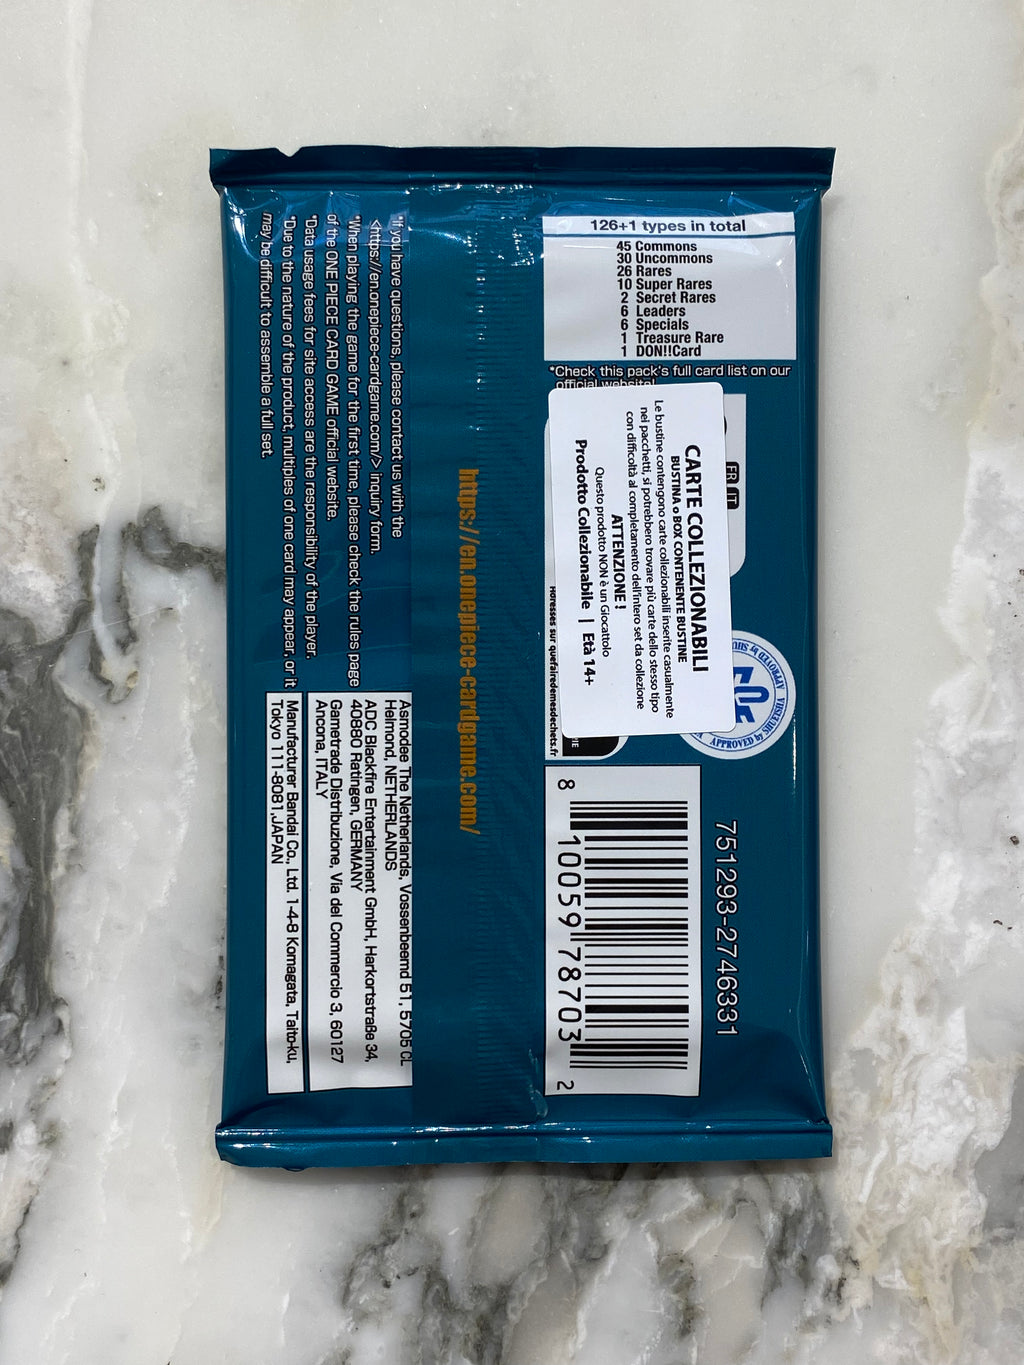 126+1 types in total
45 Commons
30 Uncommons
26 Rares
10 Super Rares
2 Secret Rares
6 Leaders
6 Specials
1 Treasure Rare
1 DON!!Card
*Check this pack's full card list on our
official website!
FR IT
CARTE COLLEZIONABILI
BUSTINA o BOX CONTENENTE BUSTINE
Le bustine contengono carte collezionabili inserite casualmente
nei pacchetti, si potrebbero trovare più carte dello stesso tipo
con difficoltà al completamento dell'intero set da collezione
ATTENZIONE !
Questo prodotto NON è un Giocattolo
Prodotto Collezionabile | Età 14+
sur quefairedemesdechets.fr
APPROVED by SHUEISHA
751293-2746331
8 10059 78703 2
https://en.onepiece-cardgame.com/
*If you have questions, please contact us with the
<https://en.onepiece-cardgame.com/> inquiry form.
*When playing the game for the first time, please check the rules page
of the ONE PIECE CARD GAME official website.
*Data usage fees for site access are the responsibility of the player.
*Due to the nature of the product, multiples of one card may appear, or it
may be difficult to assemble a full set.
Asmodee The Netherlands, Vossenbeemd 51, 5705 CL
Helmond, NETHERLANDS
ADC Blackfire Entertainment GmbH, Harkortstraße 34,
40880 Ratingen, GERMANY
Gametrade Distribuzione, Via del Commercio 3, 60127
Ancona, ITALY
Manufacturer Bandai Co., Ltd. 1-4-8 Komagata, Taito-ku,
Tokyo 111-8081,JAPAN